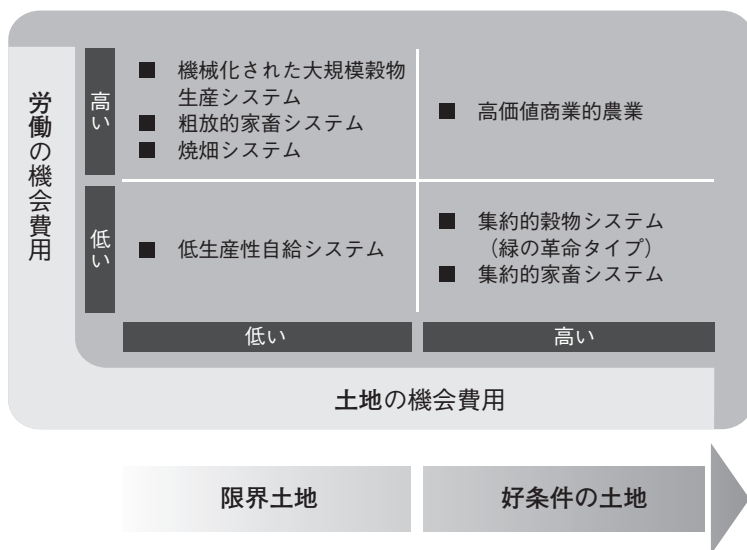 労働の機会費用
高い
■ 機械化された大規模穀物
生産システム
■ 粗放的家畜システム
■ 焼畑システム
■ 高価値商業的農業
低い
■ 低生産性自給システム
■ 集約的穀物システム
（緑の革命タイプ）
■ 集約的家畜システム
低い
高い
土地の機会費用
限界土地
好条件の土地